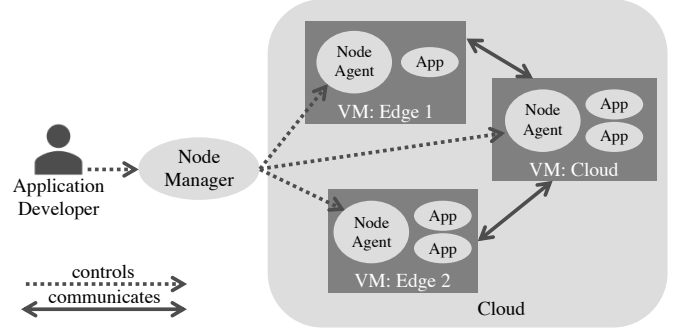 Node
Agent
App
VM: Edge 1
Node
Agent
App
App
VM: Cloud
Application
Developer
Node
Manager
Node
Agent
App
App
VM: Edge 2
controls
communicates
Cloud